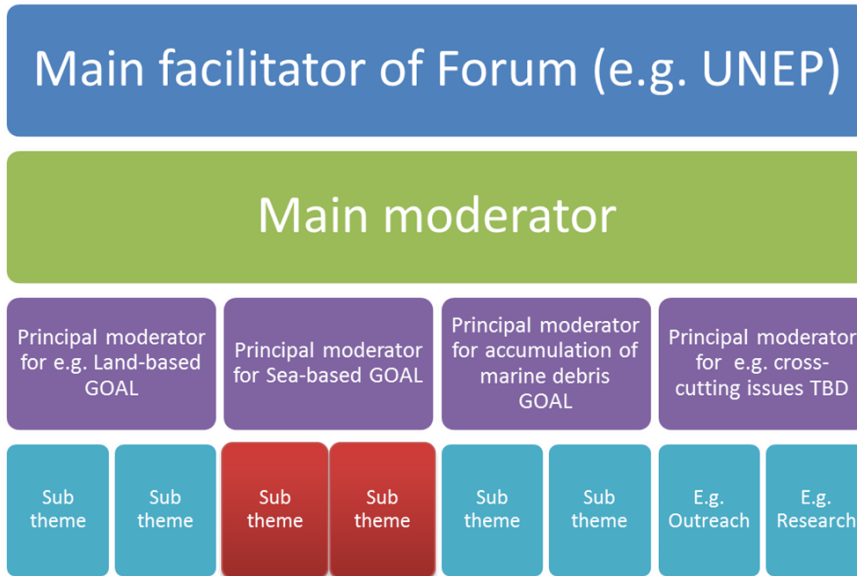 Main facilitator of Forum (e.g. UNEP)
Main moderator
Principal moderator
for e.g. Land-based
GOAL
Principal moderator
for Sea-based GOAL
Principal moderator
for accumulation of
marine debris
GOAL
Principal moderator
for e.g. cross-
cutting issues TBD
Sub
theme
Sub
theme
Sub
theme
Sub
theme
Sub
theme
Sub
theme
E.g.
Outreach
E.g.
Research